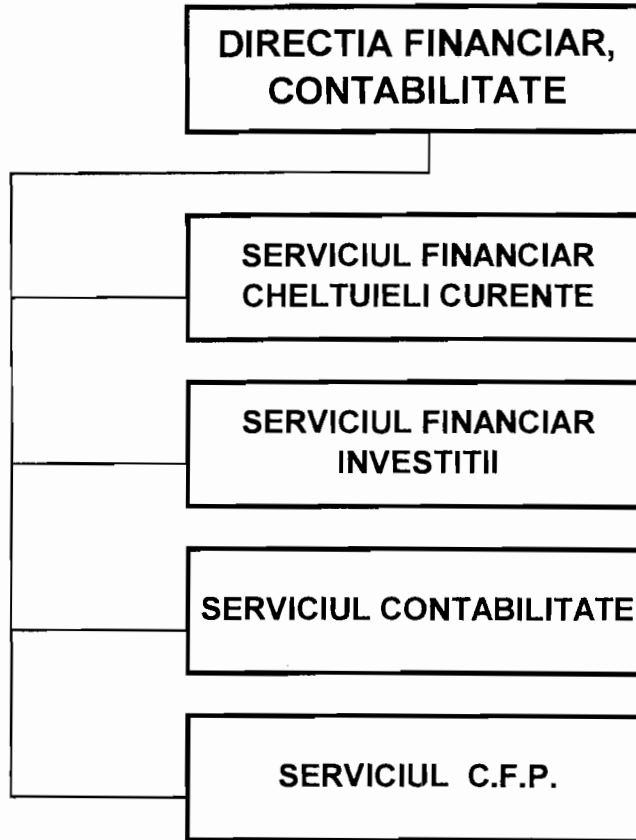 DIRECTIA FINANCIAR,
CONTABILITATE
SERVICIUL FINANCIAR
CHELTUIELI CURENTE
SERVICIUL FINANCIAR
INVESTITII
SERVICIUL CONTABILITATE
SERVICIUL C.F.P.